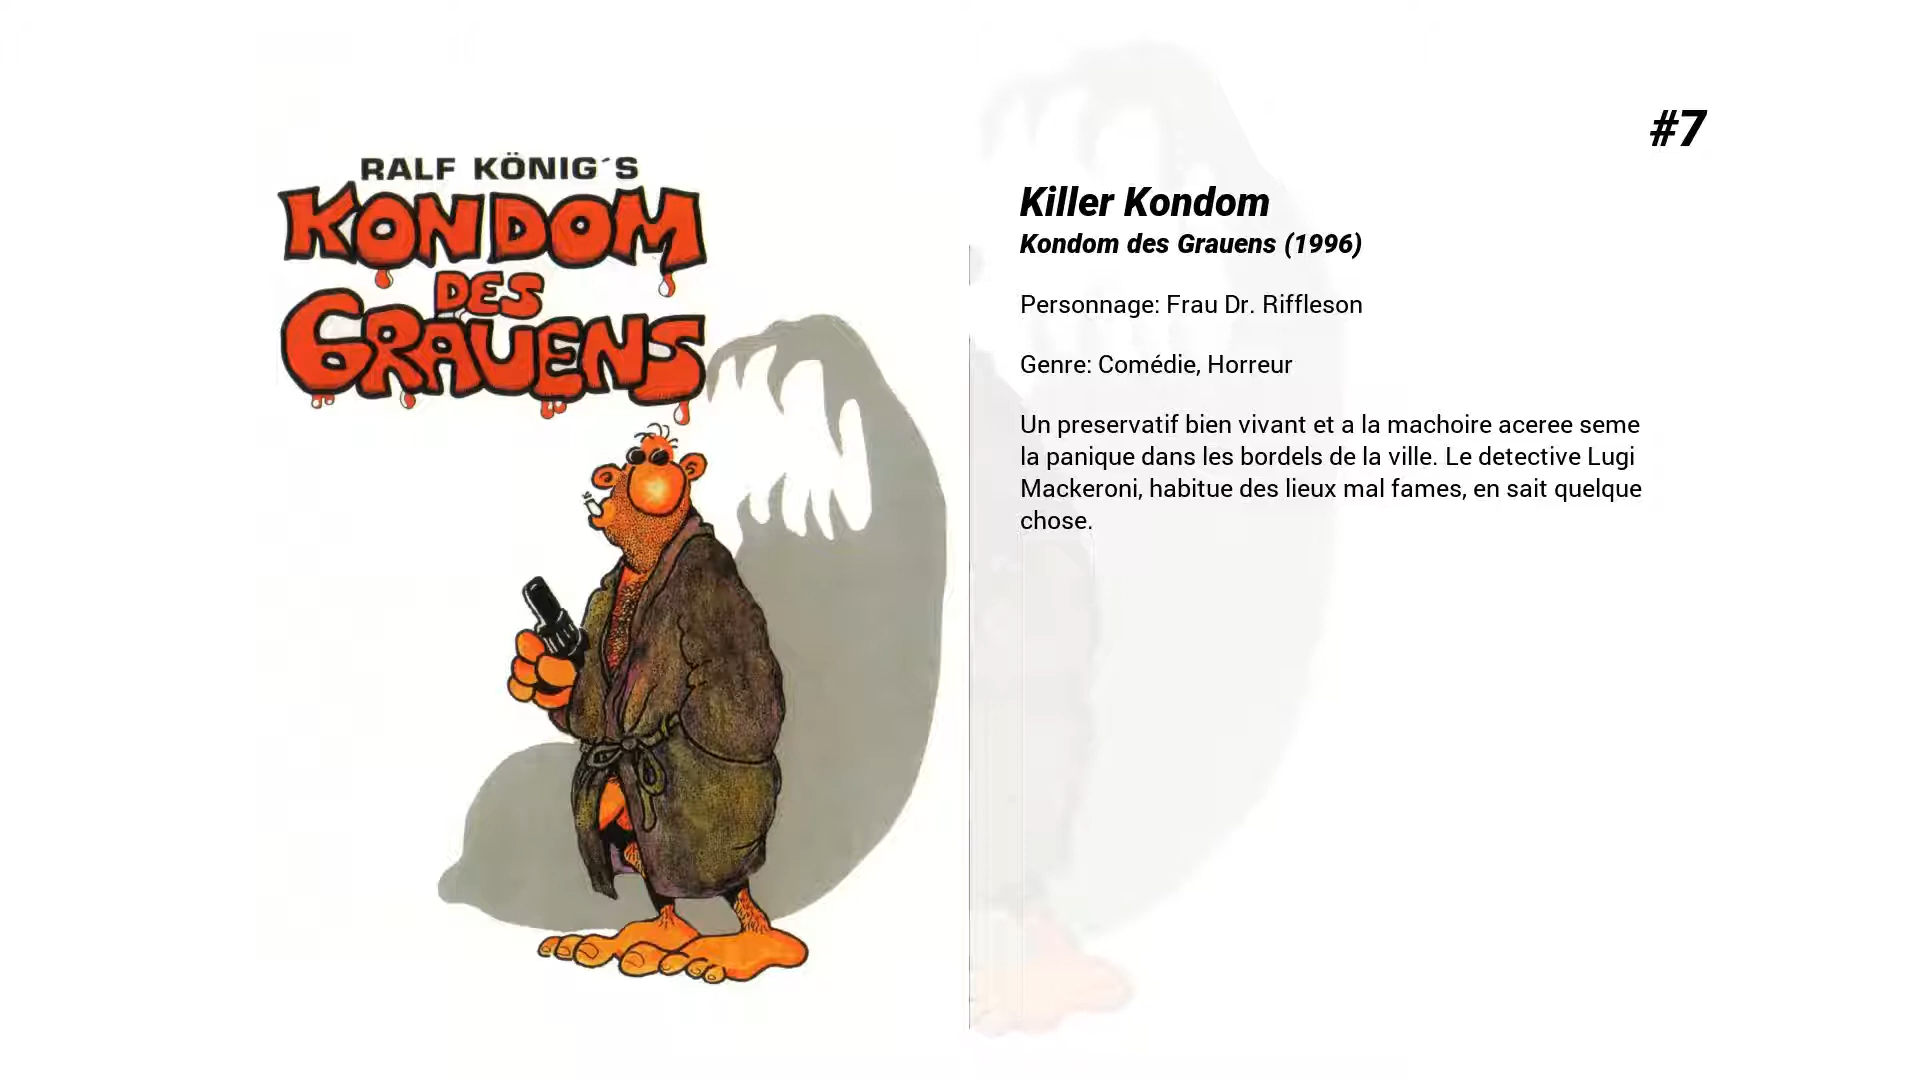 RALF KÖNIG´S
KONDOM
DES
GRAUENS
#7
Killer Kondom
Kondom des Grauens (1996)
Personnage: Frau Dr. Riffleson
Genre: Comédie, Horreur
Un preservatif bien vivant et a la machoire aceree seme
la panique dans les bordels de la ville. Le detective Lugi
Mackeroni, habitue des lieux mal fames, en sait quelque
chose.